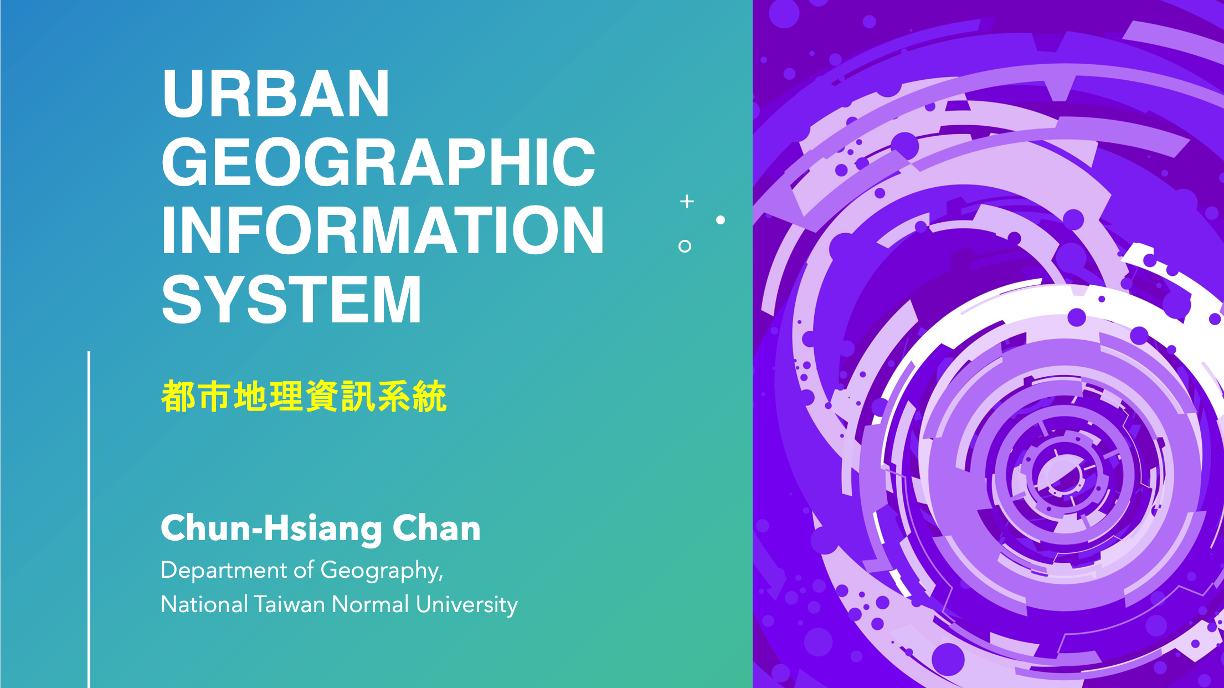 URBAN
GEOGRAPHIC
INFORMATION
SYSTEM
都市地理資訊系統
Chun-Hsiang Chan
Department of Geography,
National Taiwan Normal University